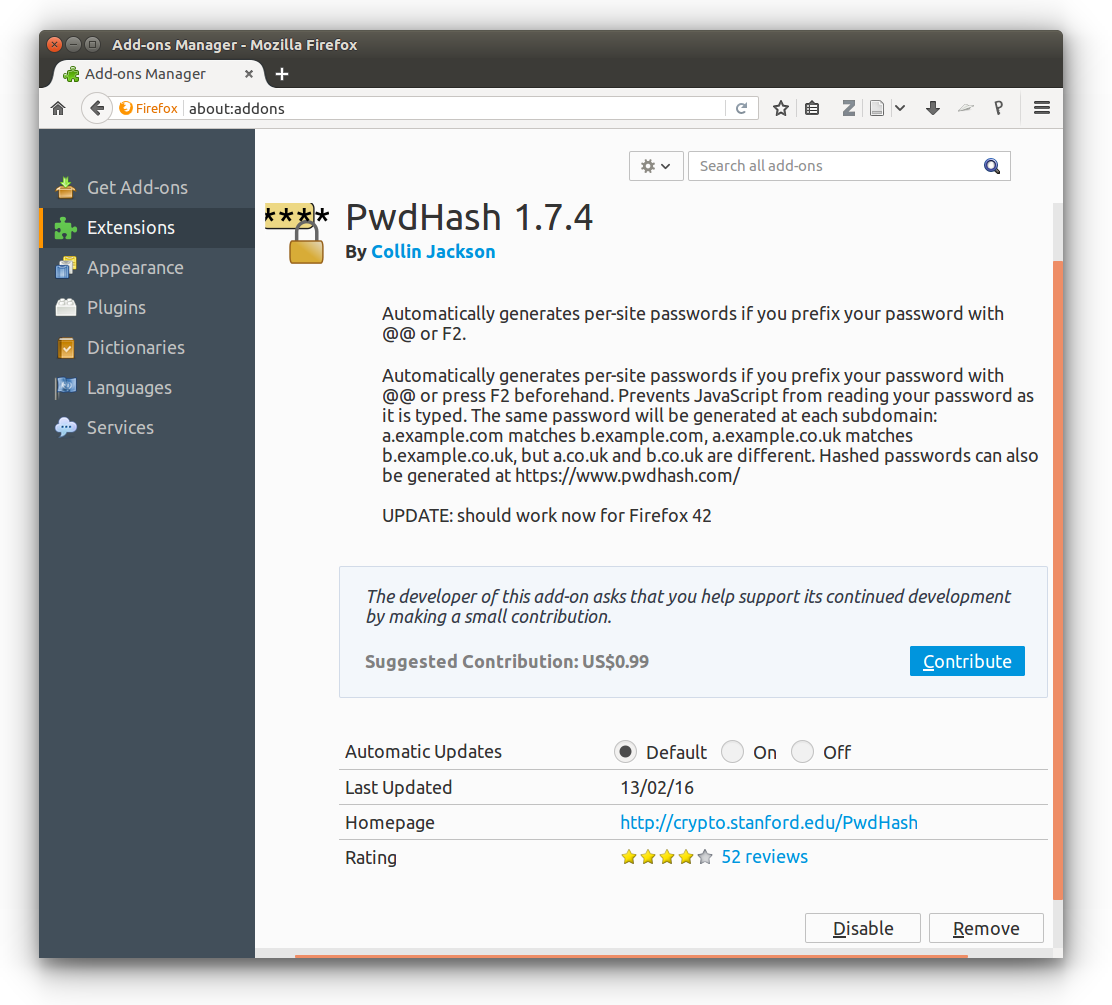 Add-ons Manager - Mozilla Firefox
Add-ons Manager
Firefox about:addons
Search all add-ons
Get Add-ons
Extensions
Appearance
Plugins
Dictionaries
Languages
Services
****
PwdHash 1.7.4
By Collin Jackson
Automatically generates per-site passwords if you prefix your password with
@@ or F2.
Automatically generates per-site passwords if you prefix your password with
@@ or press F2 beforehand. Prevents JavaScript from reading your password as
it is typed. The same password will be generated at each subdomain:
a.example.com matches b.example.com, a.example.co.uk matches
b.example.co.uk, but a.co.uk and b.co.uk are different. Hashed passwords can also
be generated at https://www.pwdhash.com/
UPDATE: should work now for Firefox 42
The developer of this add-on asks that you help support its continued development
by making a small contribution.
Suggested Contribution: US$0.99
Contribute
Automatic Updates Default On Off
Last Updated 13/02/16
Homepage http://crypto.stanford.edu/PwdHash
Rating 52 reviews
Disable Remove